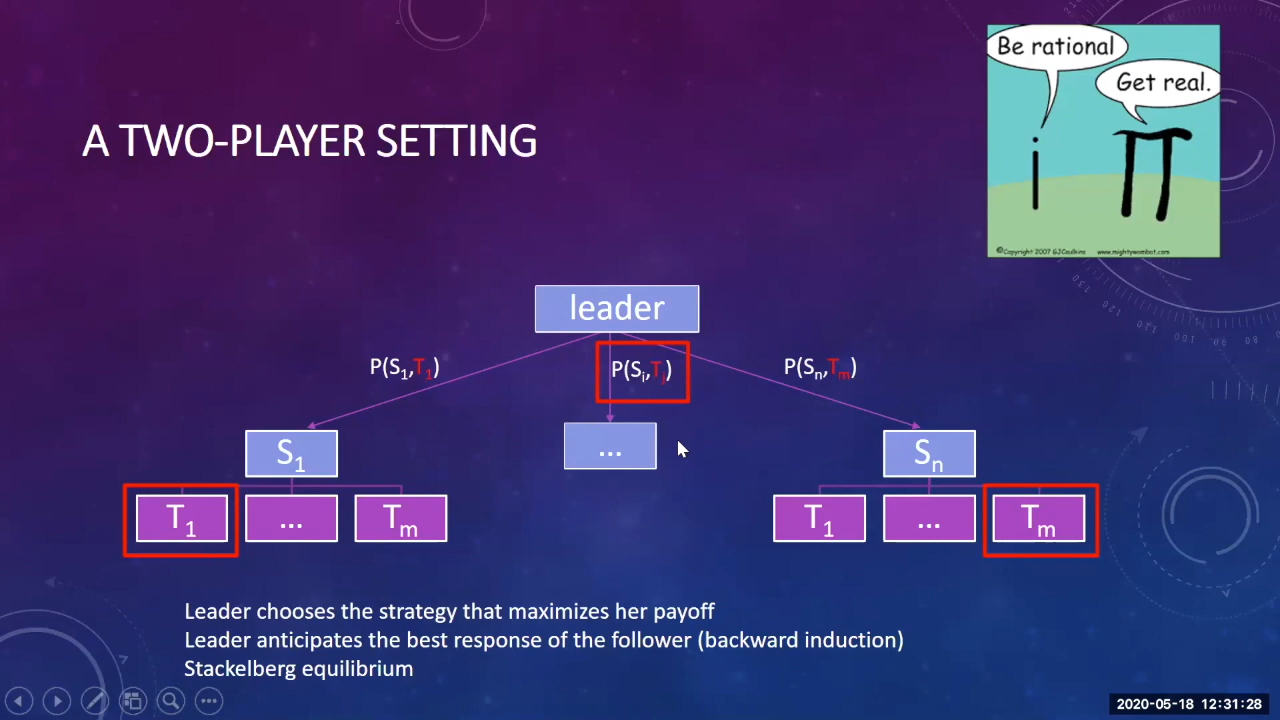 Be rational
Get real.
i
π
©Copyright 2007 GJCaulkins www.mightywombat.com
A TWO-PLAYER SETTING
leader
P(S₁,T₁)
P(Sᵢ,Tⱼ)
P(Sₙ,Tₘ)
S₁
...
Sₙ
T₁
...
Tₘ
T₁
...
Tₘ
Leader chooses the strategy that maximizes her payoff
Leader anticipates the best response of the follower (backward induction)
Stackelberg equilibrium
2020-05-18 12:31:28